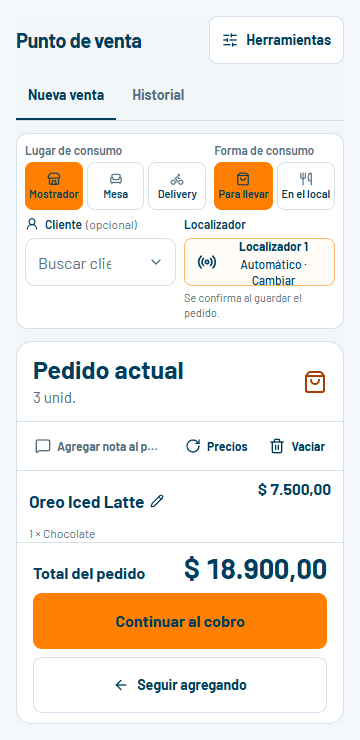 Punto de venta
Herramientas
Nueva venta
Historial
Lugar de consumo
Forma de consumo
Mostrador
Mesa
Delivery
Para llevar
En el local
Cliente (opcional)
Localizador
Buscar clie
Localizador 1
Automático ·
Cambiar
Se confirma al guardar el
pedido.
Pedido actual
3 unid.
Agregar nota al p...
Precios
Vaciar
$ 7.500,00
Oreo Iced Latte
1 × Chocolate
Total del pedido
$ 18.900,00
Continuar al cobro
Seguir agregando